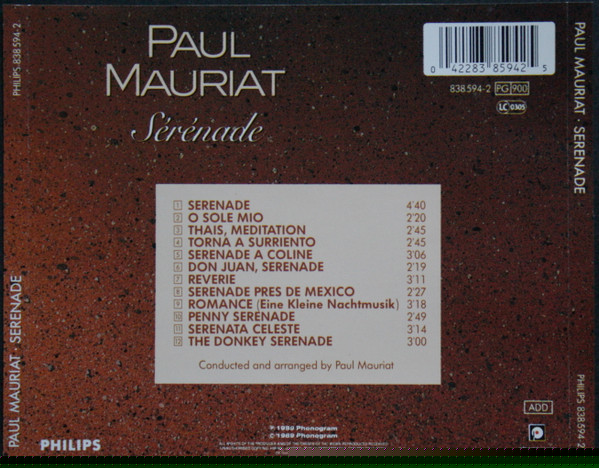 PAUL
MAURIAT
Sérénade
0 42283 85942 5
838 594-2 PG 900
LC 0305
1 SERENADE 4'40
2 O SOLE MIO 2'20
3 THAIS, MEDITATION 2'45
4 TORNA A SURRIENTO 2'45
5 SERENADE A COLINE 3'06
6 DON JUAN, SERENADE 2'19
7 REVERIE 3'11
8 SERENADE PRES DE MEXICO 2'27
9 ROMANCE (Eine Kleine Nachtmusik) 3'18
10 PENNY SERENADE 2'49
11 SERENATA CELESTE 3'14
12 THE DONKEY SERENADE 3'00
Conducted and arranged by Paul Mauriat
Phonogram
© 1989 Phonogram
PHILIPS
ADD
PHILIPS 838 594-2
PAUL MAURIAT · SERENADE
PAUL MAURIAT · SERENADE
PHILIPS 838 594-2